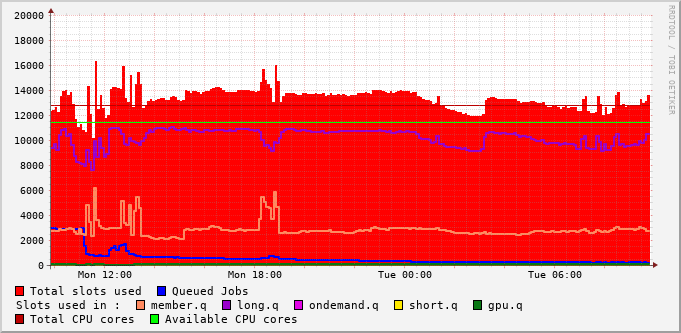 20000
18000
16000
14000
12000
10000
8000
6000
4000
2000
0
Mon 12:00 Mon 18:00 Tue 00:00 Tue 06:00
RRDTOOL / TOBI OETIKER
Total slots used Queued Jobs
Slots used in : member.q long.q ondemand.q short.q gpu.q
Total CPU cores Available CPU cores